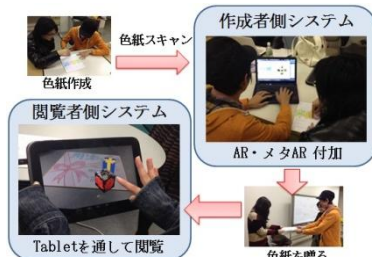 色紙作成
色紙スキャン
作成者側システム
AR・メタAR 付加
色紙を贈る
閲覧者側システム
Tabletを通して閲覧